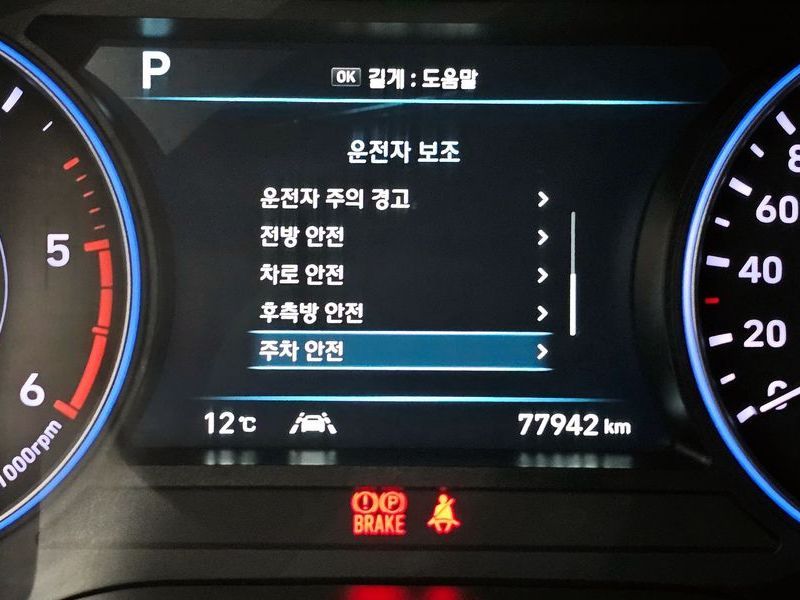 P
OK 길게 : 도움말
운전자 보조
운전자 주의 경고
전방 안전
차로 안전
후측방 안전
주차 안전
12℃
77942 km
5
6
1000rpm
60
40
20
0
BRAKE
P